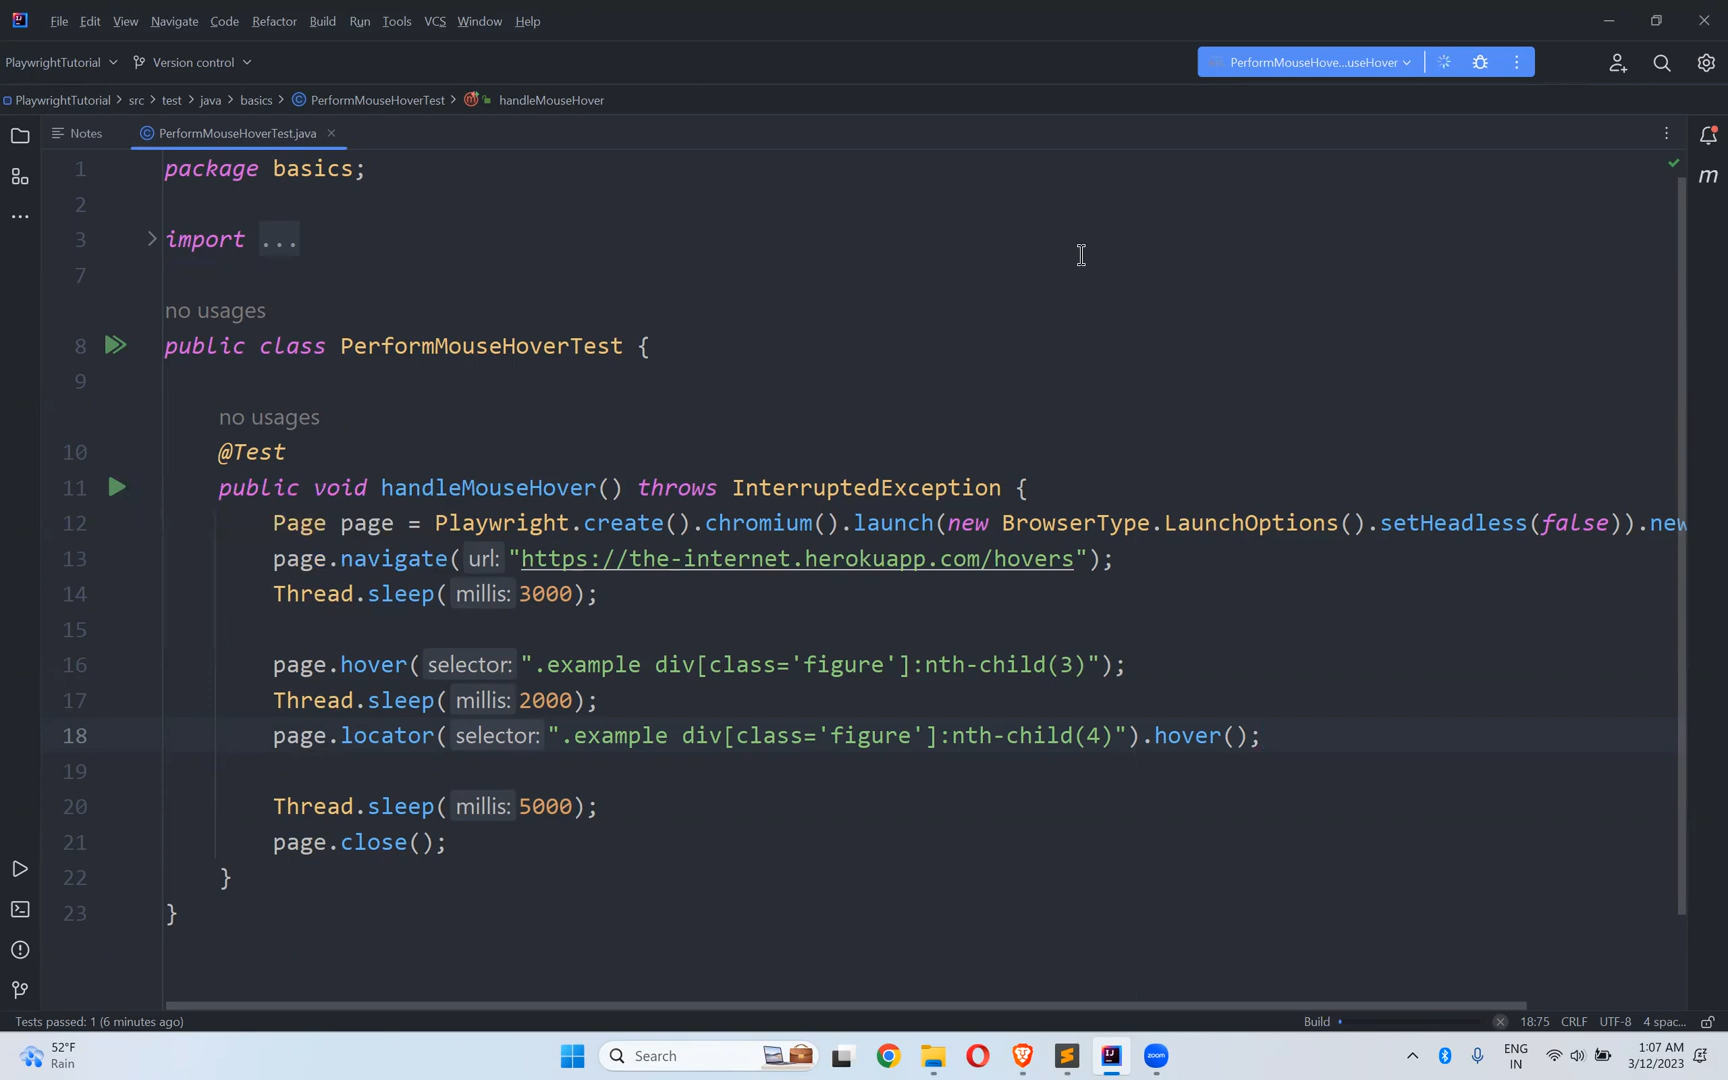 File Edit View Navigate Code Refactor Build Run Tools VCS Window Help
PlaywrightTutorial Version control PerformMouseHove...useHover
PlaywrightTutorial > src > test > java > basics > PerformMouseHoverTest > handleMouseHover
Notes PerformMouseHoverTest.java
1 package basics;
2
3 import ...
7
no usages
8 public class PerformMouseHoverTest {
9
no usages
10 @Test
11 public void handleMouseHover() throws InterruptedException {
12 Page page = Playwright.create().chromium().launch(new BrowserType.LaunchOptions().setHeadless(false)).new
13 page.navigate( url: "https://the-internet.herokuapp.com/hovers");
14 Thread.sleep( millis: 3000);
15
16 page.hover( selector: ".example div[class='figure']:nth-child(3)");
17 Thread.sleep( millis: 2000);
18 page.locator( selector: ".example div[class='figure']:nth-child(4)").hover();
19
20 Thread.sleep( millis: 5000);
21 page.close();
22 }
23 }
Tests passed: 1 (6 minutes ago) Build 18:75 CRLF UTF-8 4 spac...
52°F
Rain
Search
zoom
ENG
IN
1:07 AM
3/12/2023